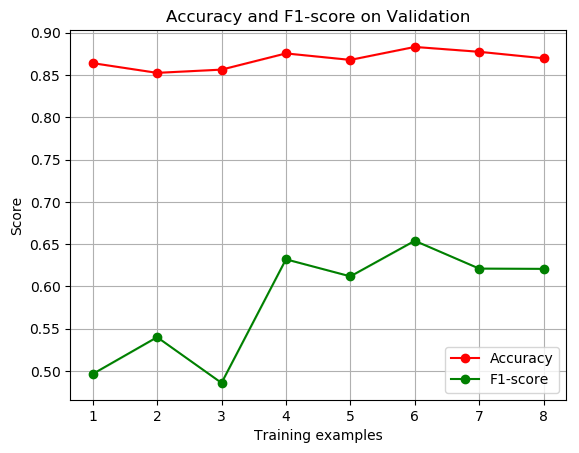 Accuracy and F1-score on Validation
0.90
0.85
0.80
0.75
0.70
0.65
0.60
0.55
0.50
Score
Accuracy
F1-score
1 2 3 4 5 6 7 8
Training examples